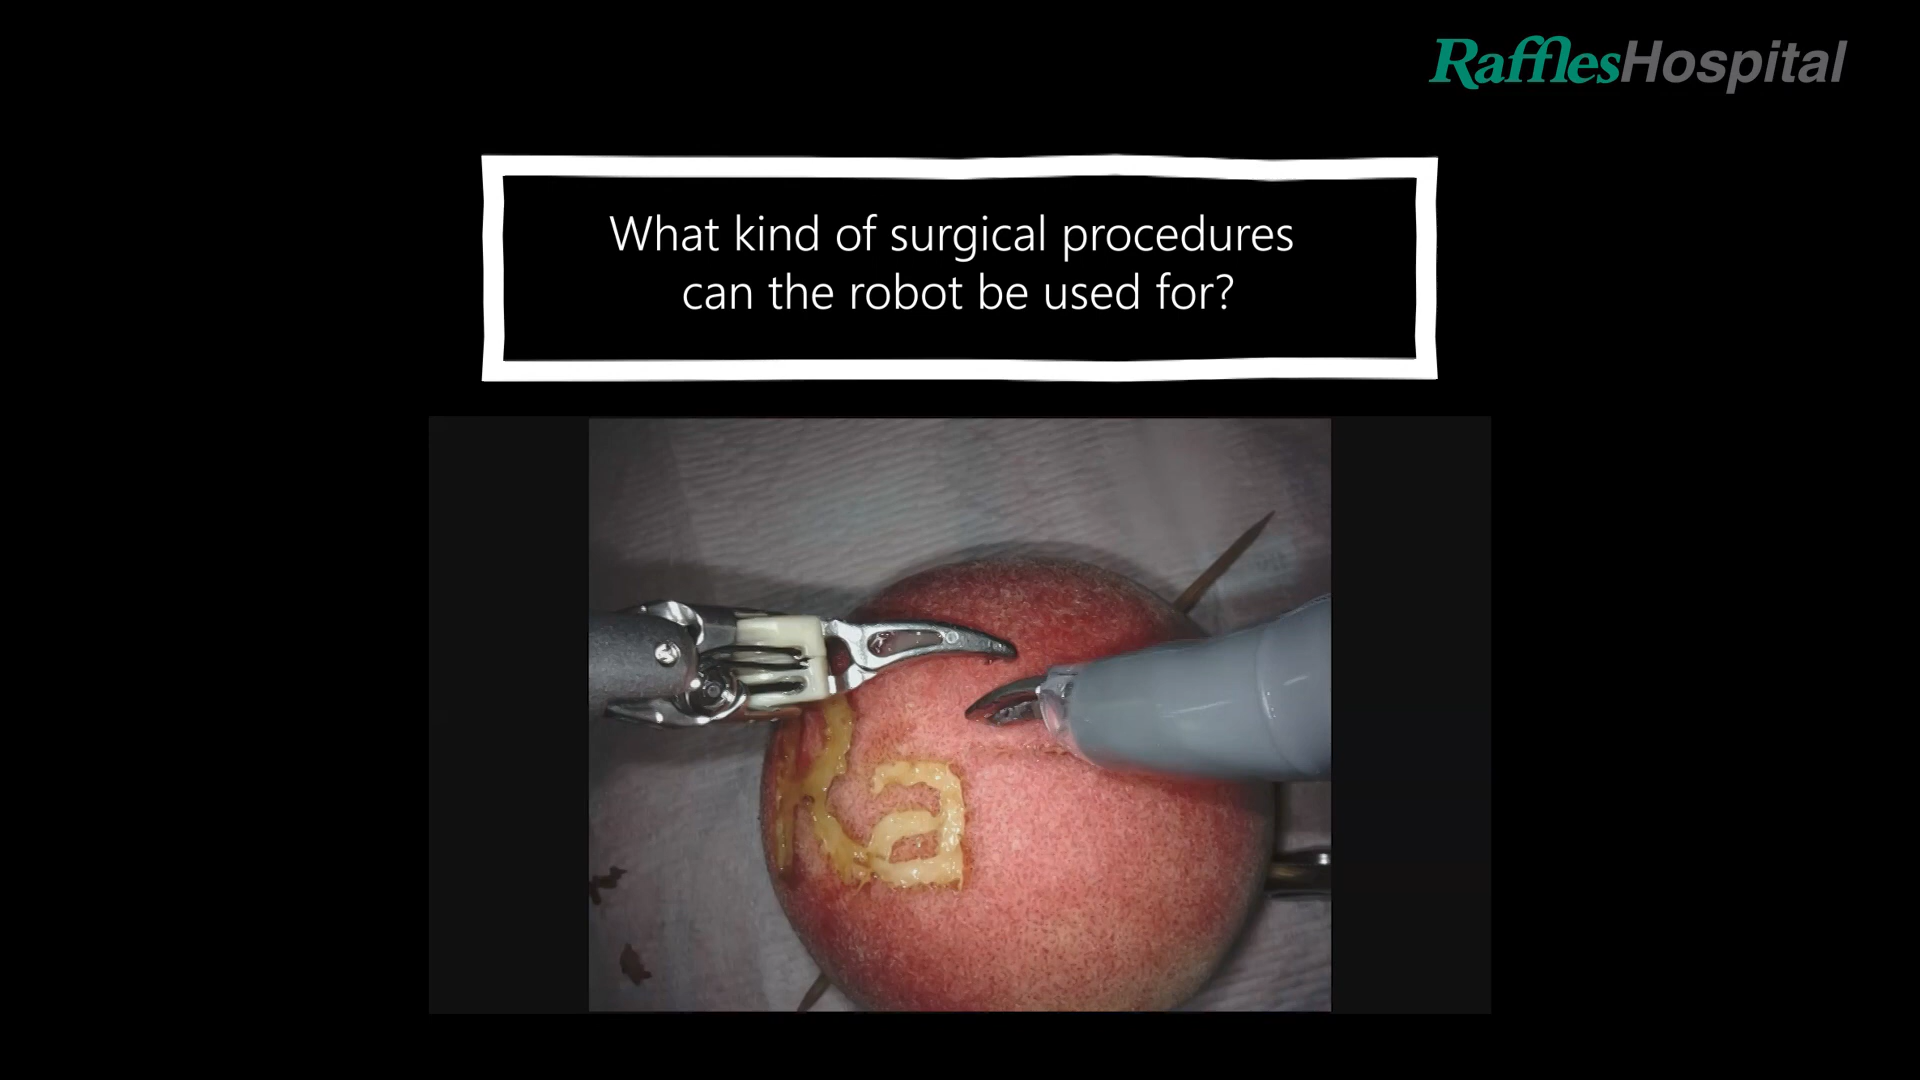 RafflesHospital
What kind of surgical procedures
can the robot be used for?
Ra